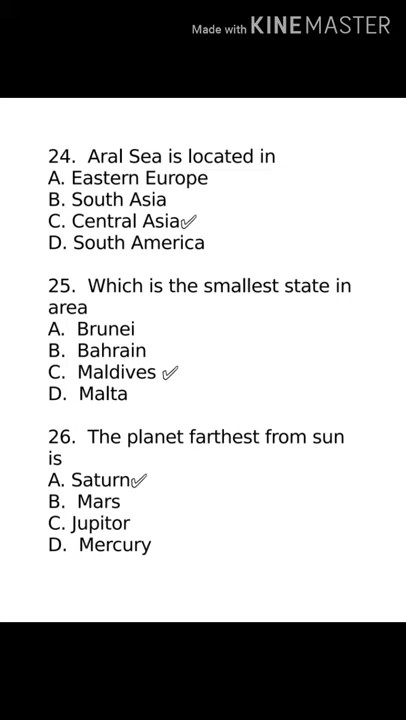 Made with KINEMASTER
24. Aral Sea is located in
A. Eastern Europe
B. South Asia
C. Central Asia✅
D. South America
25. Which is the smallest state in
area
A. Brunei
B. Bahrain
C. Maldives ✅
D. Malta
26. The planet farthest from sun
is
A. Saturn✅
B. Mars
C. Jupitor
D. Mercury